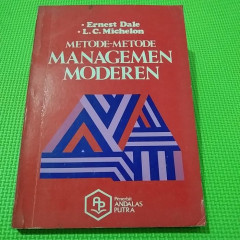 • Ernest Dale
• L. C. Michelon
METODE-METODE
MANAGEMEN
MODEREN
AP
Penerbit
ANDALAS
PUTRA